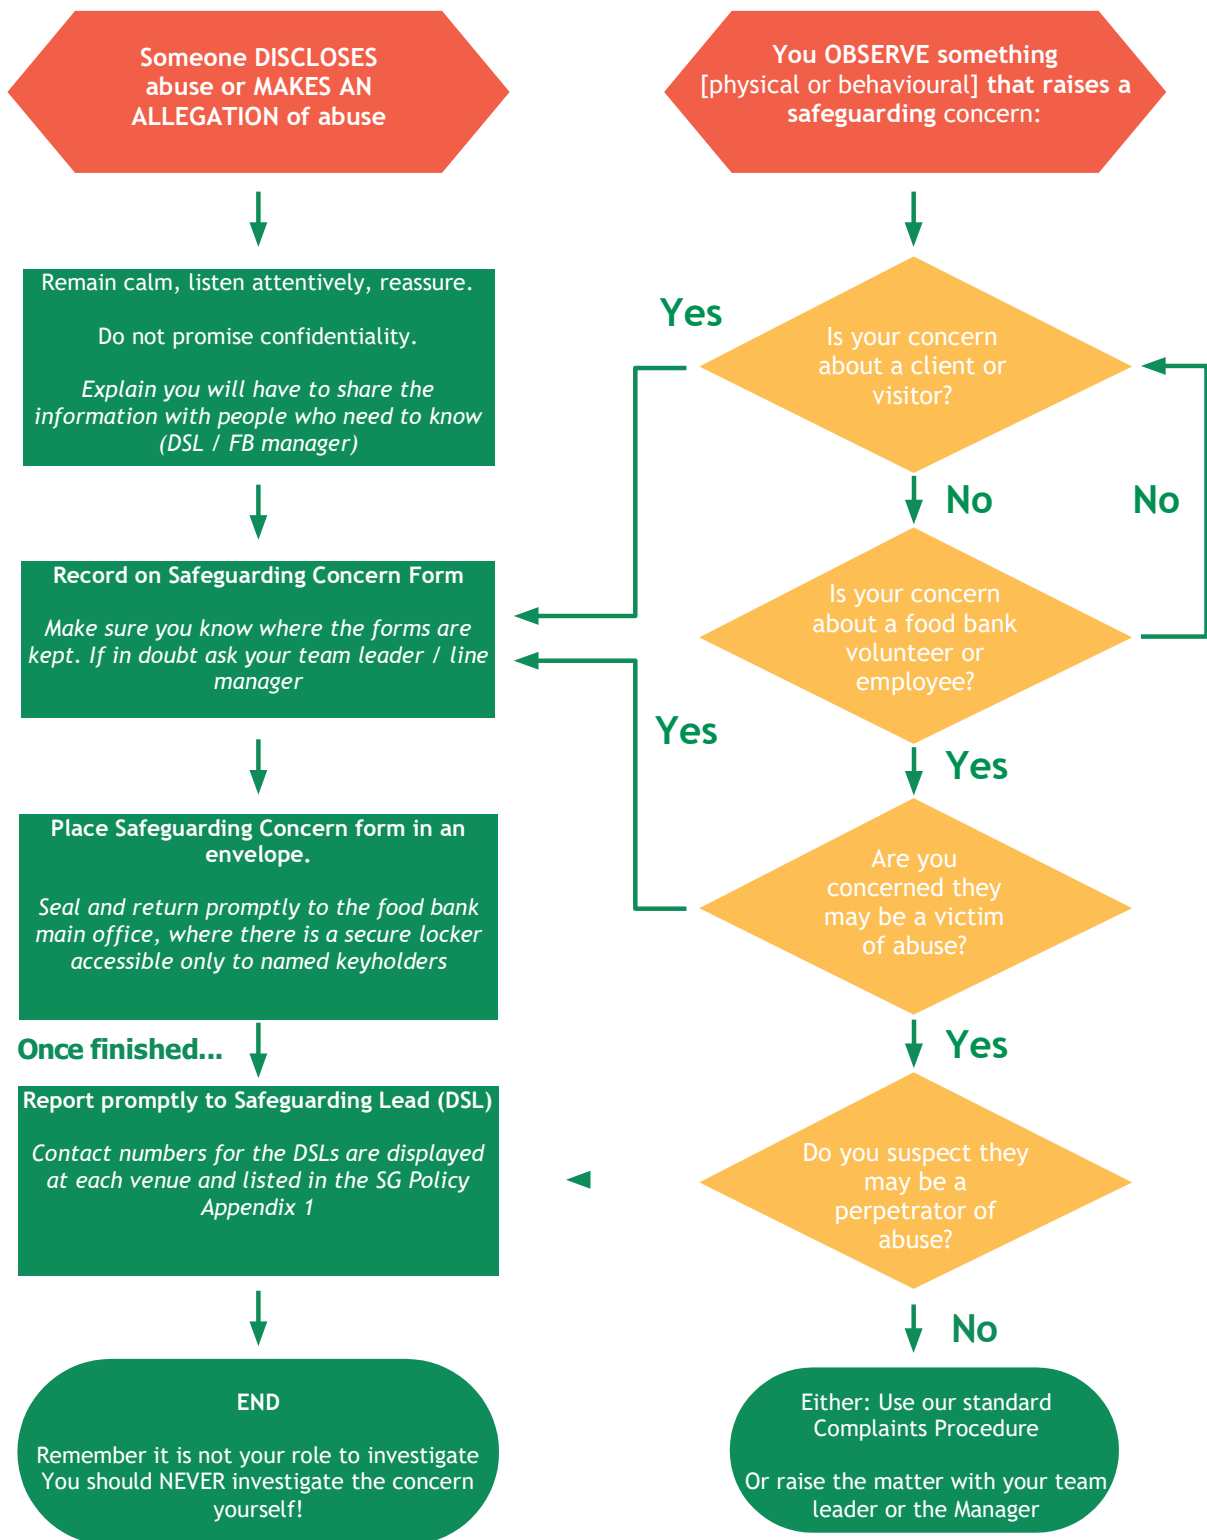 Someone DISCLOSES
abuse or MAKES AN
ALLEGATION of abuse
Remain calm, listen attentively, reassure.
Do not promise confidentiality.
Explain you will have to share the
information with people who need to know
(DSL / FB manager)
Record on Safeguarding Concern Form
Make sure you know where the forms are
kept. If in doubt ask your team leader / line
manager
Place Safeguarding Concern form in an
envelope.
Seal and return promptly to the food bank
main office, where there is a secure locker
accessible only to named keyholders
Once finished...
Report promptly to Safeguarding Lead (DSL)
Contact numbers for the DSLs are displayed
at each venue and listed in the SG Policy
Appendix 1
END
Remember it is not your role to investigate
You should NEVER investigate the concern
yourself!
You OBSERVE something
[physical or behavioural] that raises a
safeguarding concern:
Yes
Is your concern
about a client or
visitor?
No
No
Is your concern
about a food bank
volunteer or
employee?
Yes
Yes
Are you
concerned they
may be a victim
of abuse?
Yes
Do you suspect they
may be a
perpetrator of
abuse?
No
Either: Use our standard
Complaints Procedure
Or raise the matter with your team
leader or the Manager